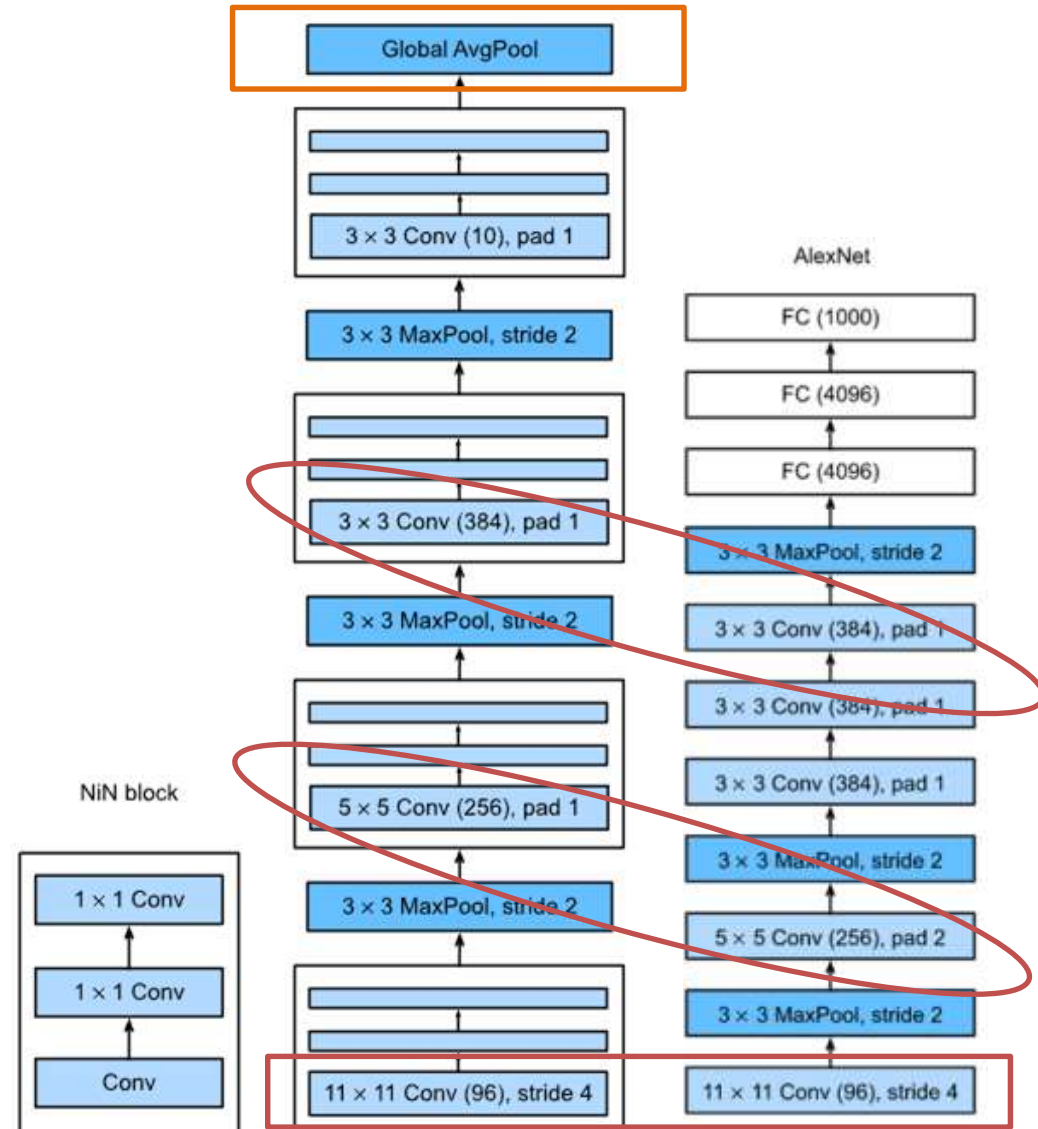 Global AvgPool
3 × 3 Conv (10), pad 1
3 × 3 MaxPool, stride 2
3 × 3 Conv (384), pad 1
3 × 3 MaxPool, stride 2
5 × 5 Conv (256), pad 1
3 × 3 MaxPool, stride 2
11 × 11 Conv (96), stride 4
NiN block
1 × 1 Conv
1 × 1 Conv
Conv
AlexNet
FC (1000)
FC (4096)
FC (4096)
3 × 3 MaxPool, stride 2
3 × 3 Conv (384), pad 1
3 × 3 Conv (384), pad 1
3 × 3 Conv (384), pad 1
3 × 3 MaxPool, stride 2
5 × 5 Conv (256), pad 2
3 × 3 MaxPool, stride 2
11 × 11 Conv (96), stride 4